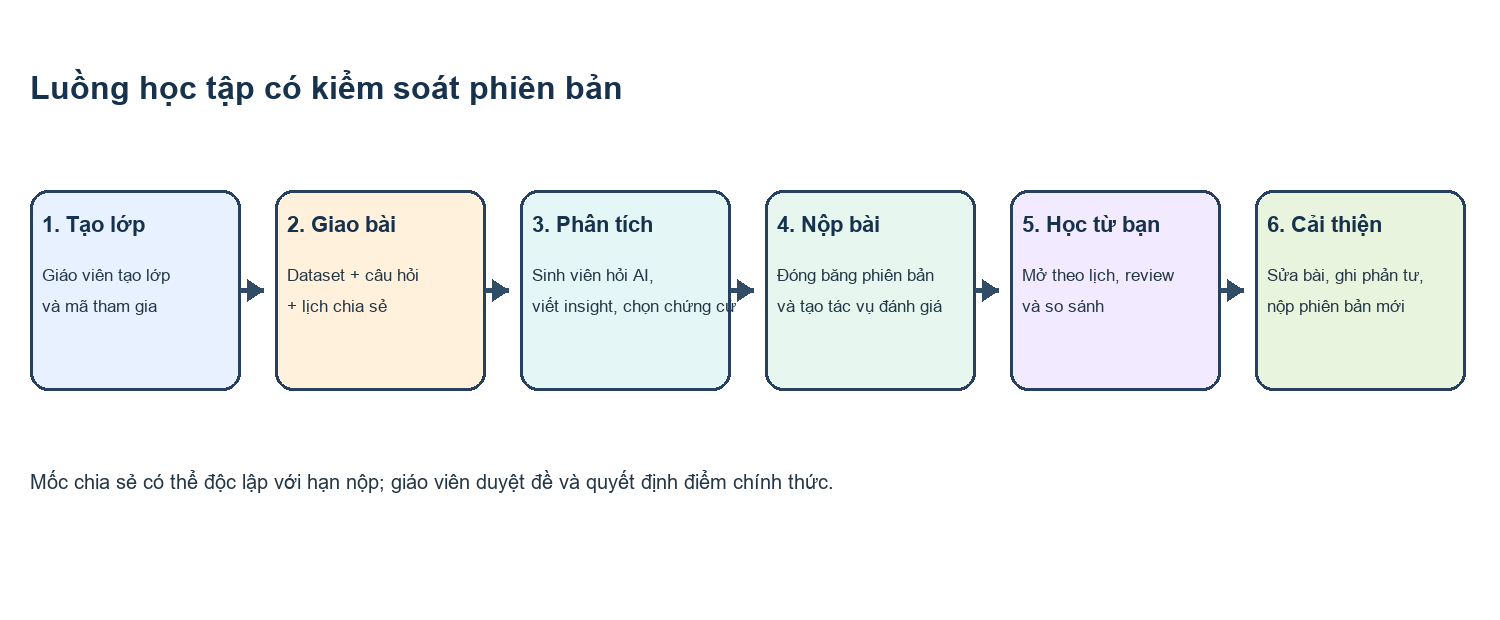 Luồng học tập có kiểm soát phiên bản
1. Tạo lớp
Giáo viên tạo lớp
và mã tham gia
2. Giao bài
Dataset + câu hỏi
+ lịch chia sẻ
3. Phân tích
Sinh viên hỏi AI,
viết insight, chọn chứng cứ
4. Nộp bài
Đóng băng phiên bản
và tạo tác vụ đánh giá
5. Học từ bạn
Mở theo lịch, review
và so sánh
6. Cải thiện
Sửa bài, ghi phản tư,
nộp phiên bản mới
Mốc chia sẻ có thể độc lập với hạn nộp; giáo viên duyệt đề và quyết định điểm chính thức.